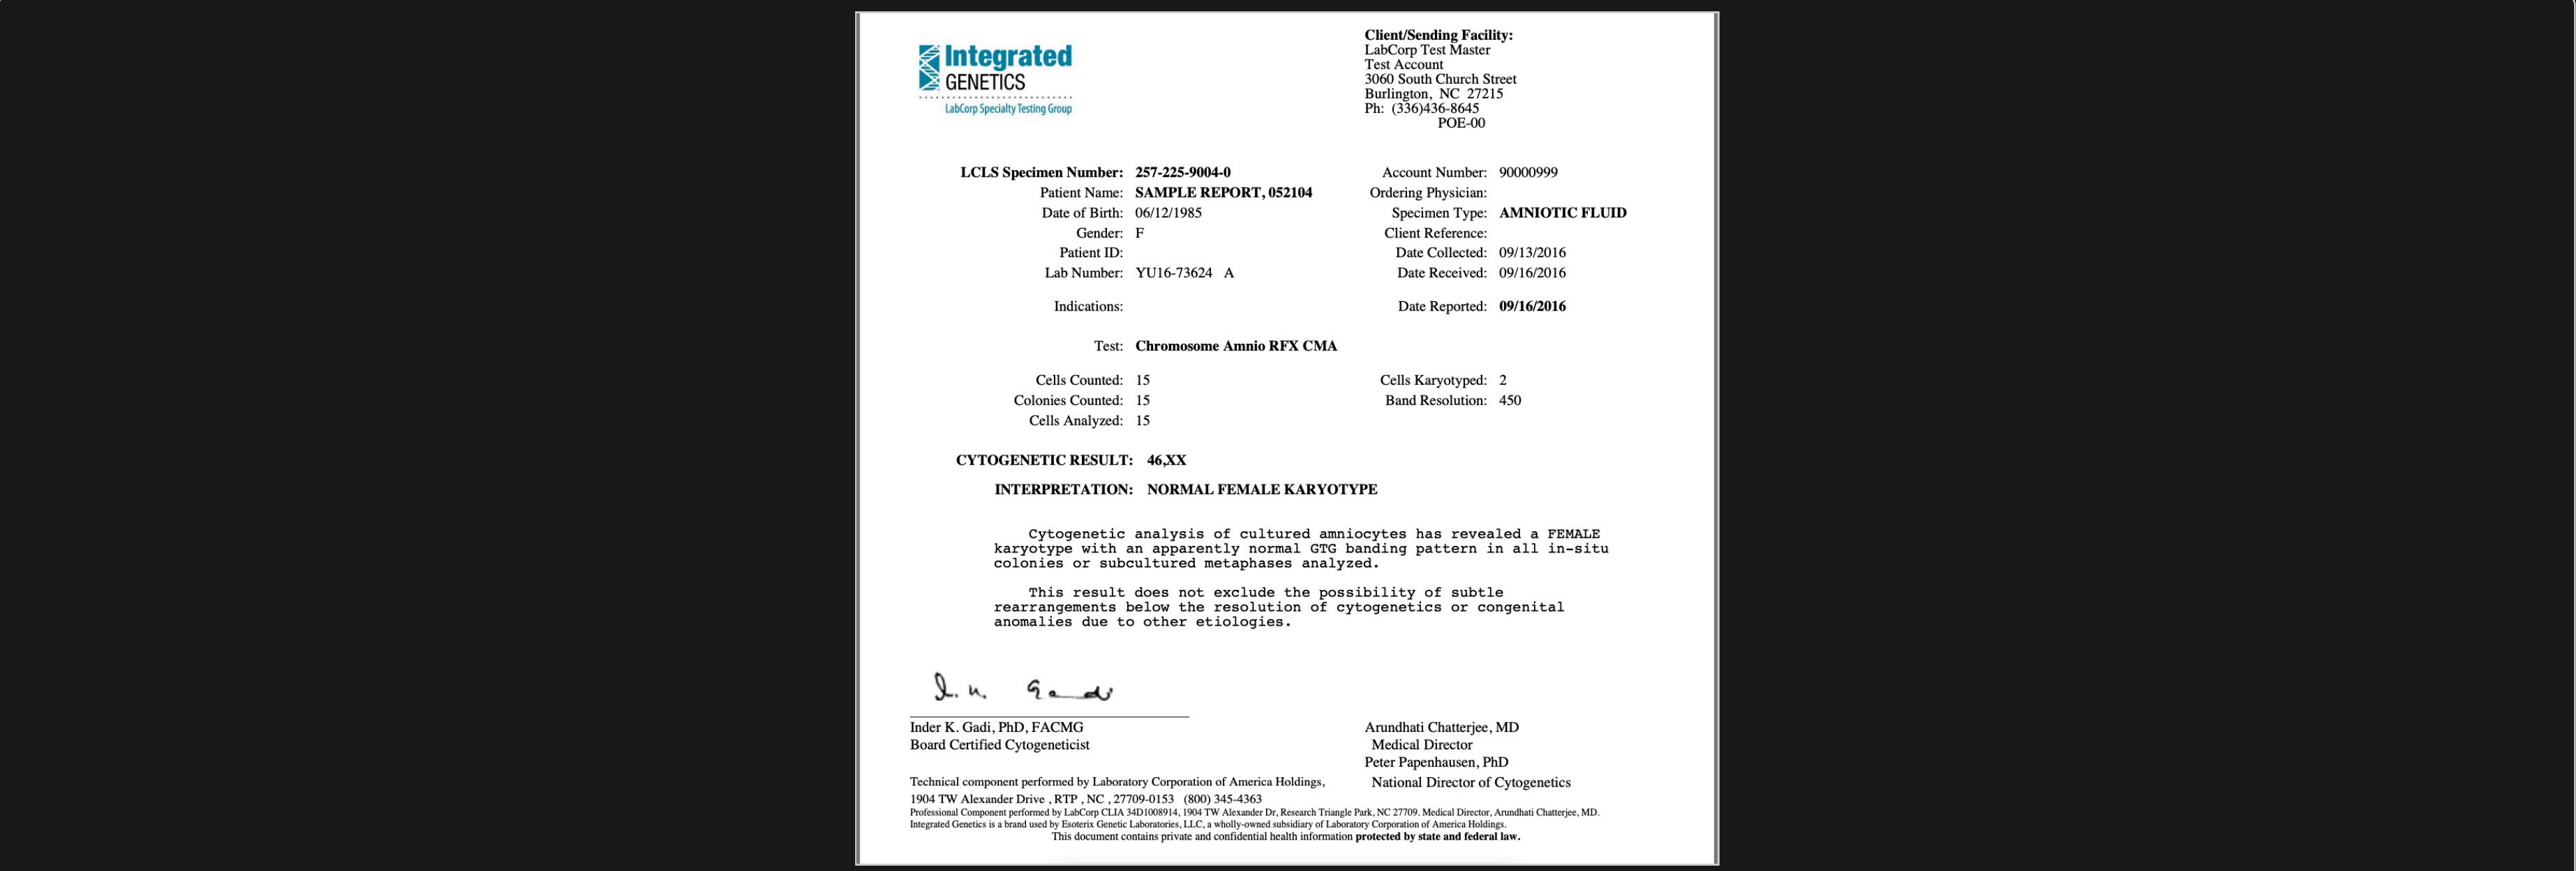 Integrated
GENETICS
LabCorp Specialty Testing Group
Client/Sending Facility:
LabCorp Test Master
Test Account
3060 South Church Street
Burlington, NC 27215
Ph: (336)436-8645
POE-00
LCLS Specimen Number: 257-225-9004-0
Account Number: 90000999
Patient Name: SAMPLE REPORT, 052104
Ordering Physician:
Date of Birth: 06/12/1985
Specimen Type: AMNIOTIC FLUID
Gender: F
Client Reference:
Patient ID:
Date Collected: 09/13/2016
Lab Number: YU16-73624 A
Date Received: 09/16/2016
Indications:
Date Reported: 09/16/2016
Test: Chromosome Amnio RFX CMA
Cells Counted: 15
Cells Karyotyped: 2
Colonies Counted: 15
Band Resolution: 450
Cells Analyzed: 15
CYTOGENETIC RESULT: 46,XX
INTERPRETATION: NORMAL FEMALE KARYOTYPE
Cytogenetic analysis of cultured amniocytes has revealed a FEMALE
karyotype with an apparently normal GTG banding pattern in all in-situ
colonies or subcultured metaphases analyzed.
This result does not exclude the possibility of subtle
rearrangements below the resolution of cytogenetics or congenital
anomalies due to other etiologies.
I. K. Gadi
Inder K. Gadi, PhD, FACMG
Board Certified Cytogeneticist
Arundhati Chatterjee, MD
Medical Director
Peter Papenhausen, PhD
National Director of Cytogenetics
Technical component performed by Laboratory Corporation of America Holdings,
1904 TW Alexander Drive , RTP , NC , 27709-0153 (800) 345-4363
Professional Component performed by LabCorp CLIA 34D1008914, 1904 TW Alexander Dr, Research Triangle Park, NC 27709. Medical Director, Arundhati Chatterjee, MD.
Integrated Genetics is a brand used by Esoterix Genetic Laboratories, LLC, a wholly-owned subsidiary of Laboratory Corporation of America Holdings.
This document contains private and confidential health information protected by state and federal law.